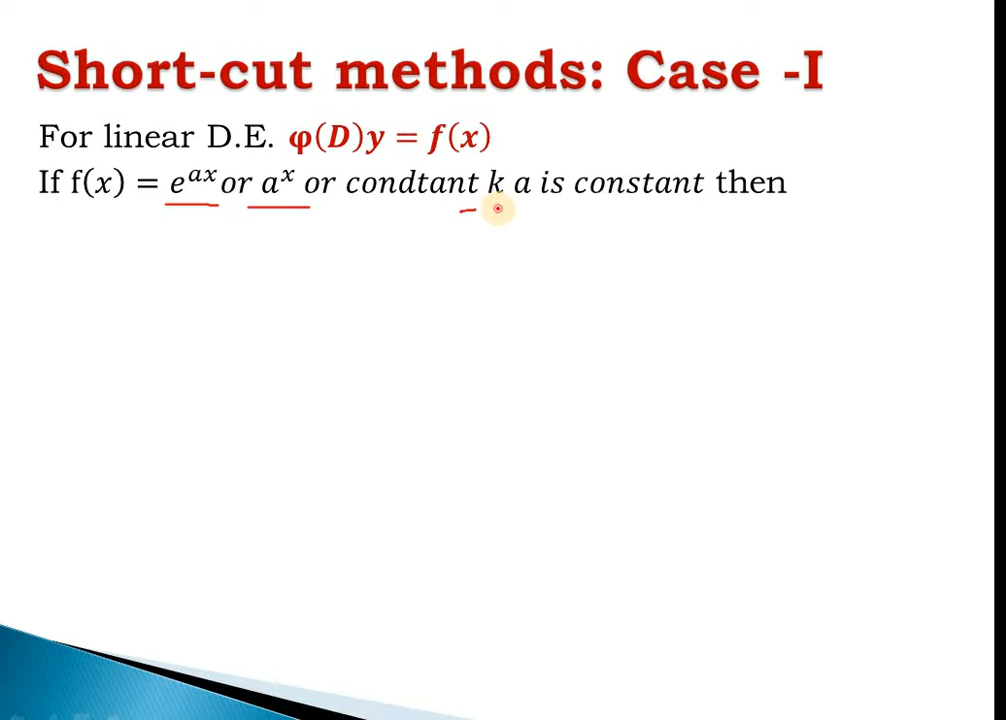 Short-cut methods: Case -I
For linear D.E. φ(D)y = f(x)
If f(x) = e^{ax} or a^x or condtant k a is constant then